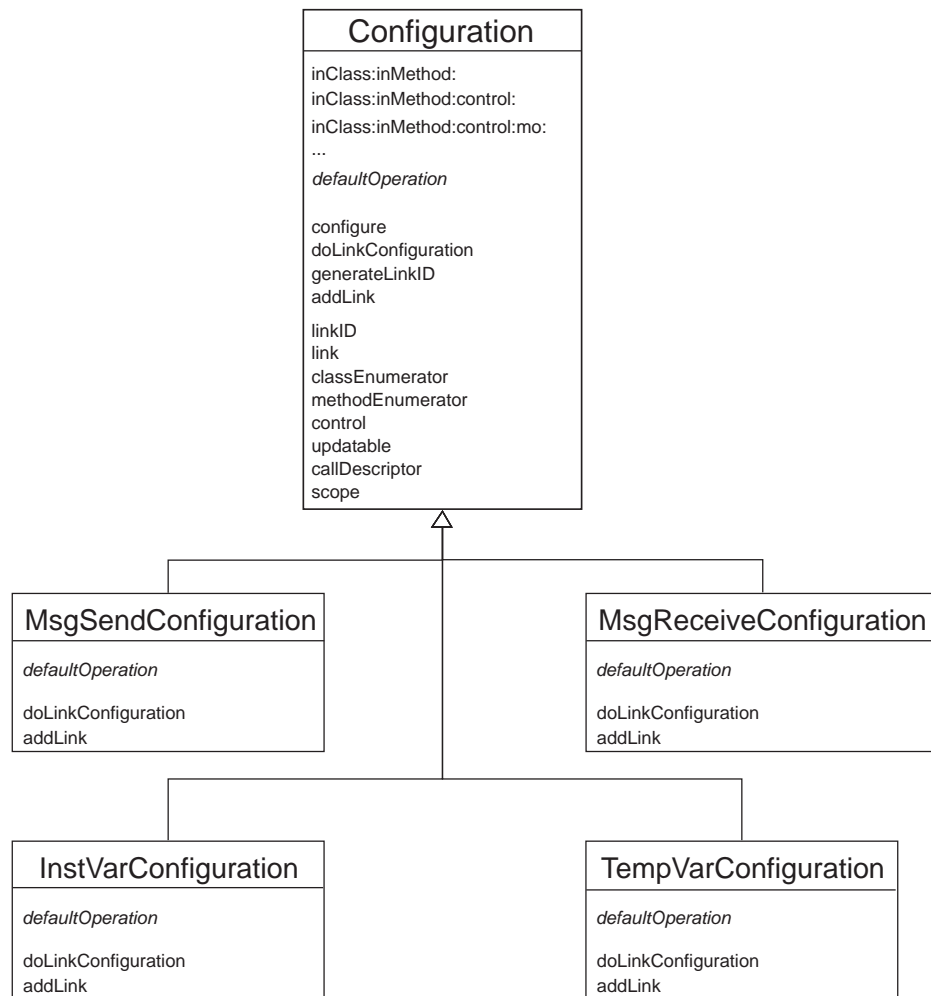 Configuration
inClass:inMethod:
inClass:inMethod:control:
inClass:inMethod:control:mo:
...
defaultOperation
configure
doLinkConfiguration
generateLinkID
addLink
linkID
link
classEnumerator
methodEnumerator
control
updatable
callDescriptor
scope
MsgSendConfiguration
defaultOperation
doLinkConfiguration
addLink
MsgReceiveConfiguration
defaultOperation
doLinkConfiguration
addLink
InstVarConfiguration
defaultOperation
doLinkConfiguration
addLink
TempVarConfiguration
defaultOperation
doLinkConfiguration
addLink